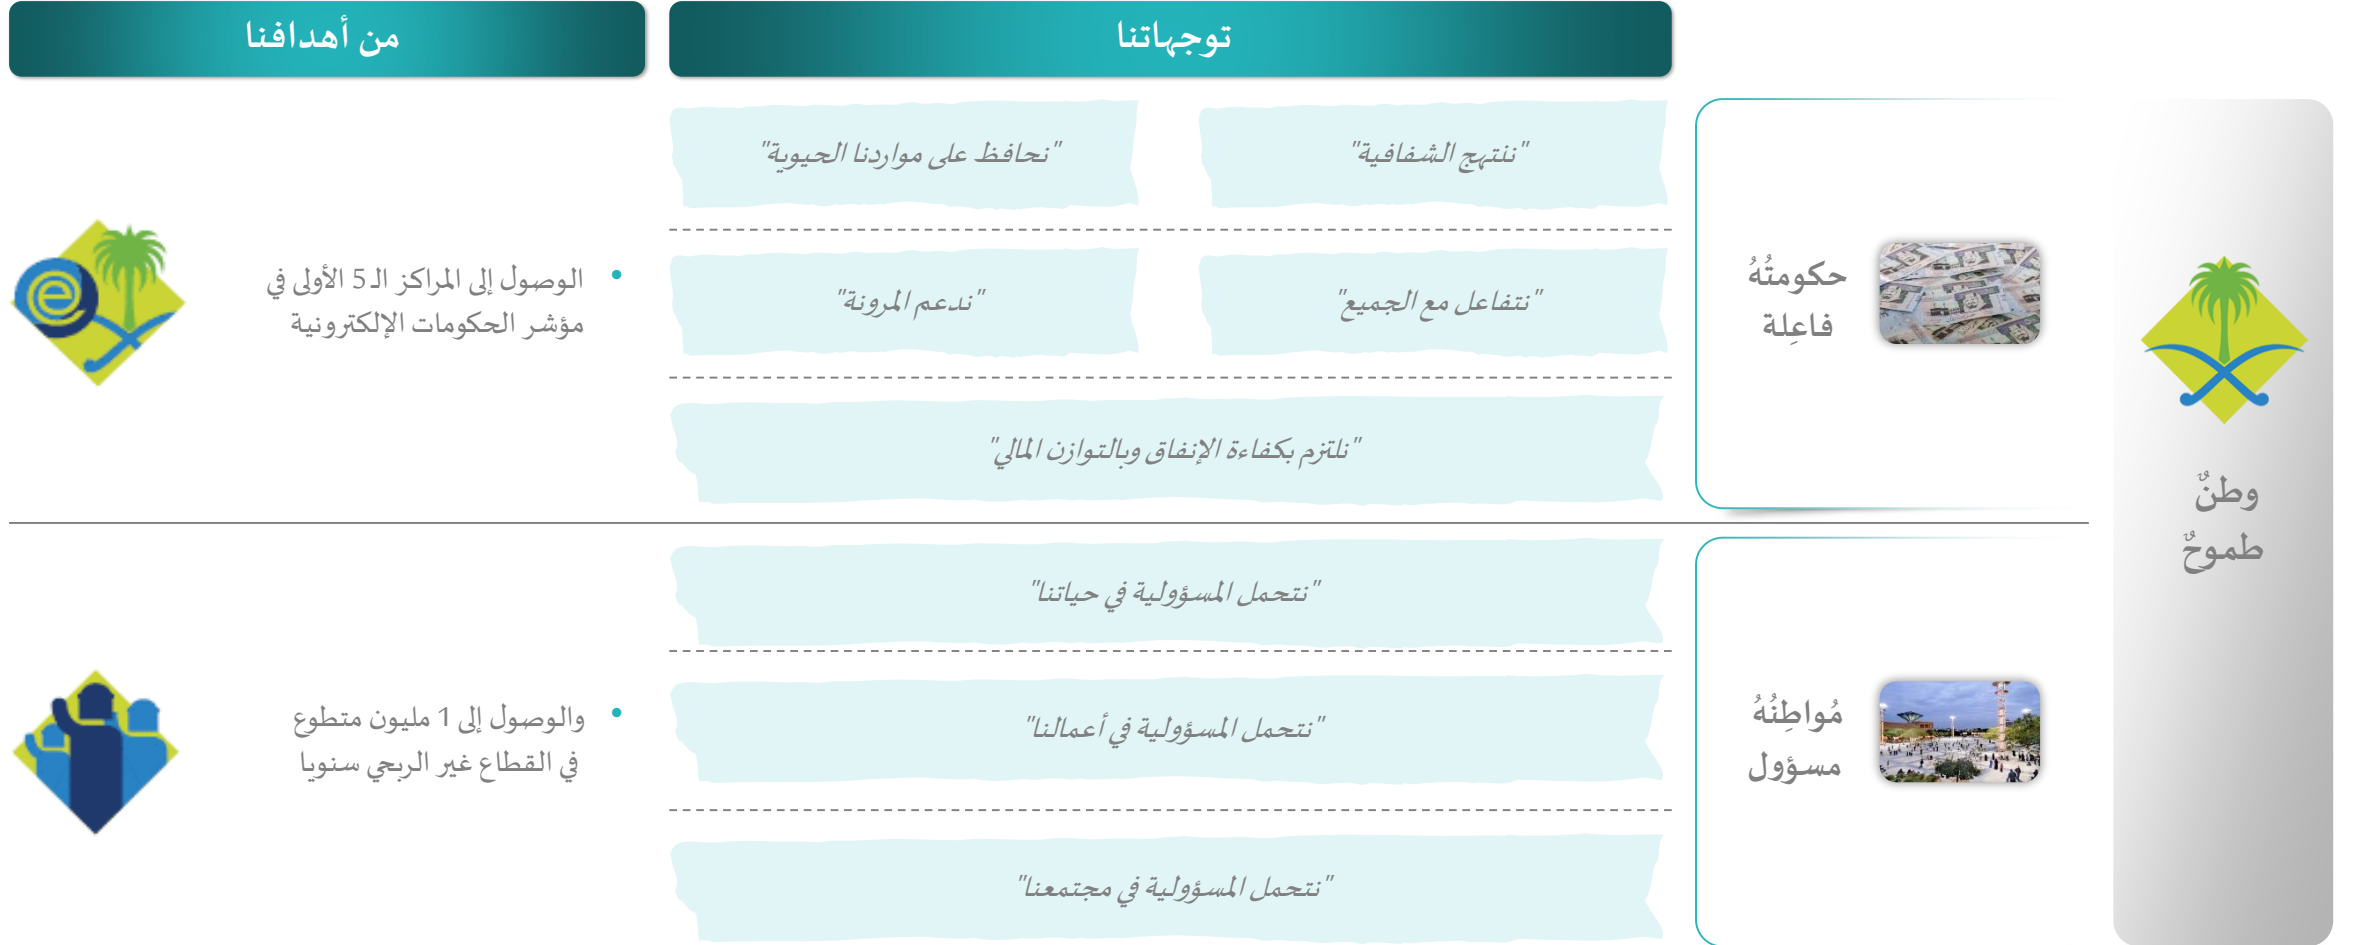 توجهاتنا
من أهدافنا
وطنٌ
طموحٌ
حكومتُهُ
فاعِلة
"ننتهج الشفافية"
"نحافظ على مواردنا الحيوية"
"نتفاعل مع الجميع"
"ندعم المرونة"
"نلتزم بكفاءة الإنفاق وبالتوازن المالي"
• الوصول إلى المراكز الـ 5 الأولى في
مؤشر الحكومات الإلكترونية
مُواطِنُهُ
مسؤول
"نتحمل المسؤولية في حياتنا"
"نتحمل المسؤولية في أعمالنا"
"نتحمل المسؤولية في مجتمعنا"
• والوصول إلى 1 مليون متطوع
في القطاع غير الربحي سنويا